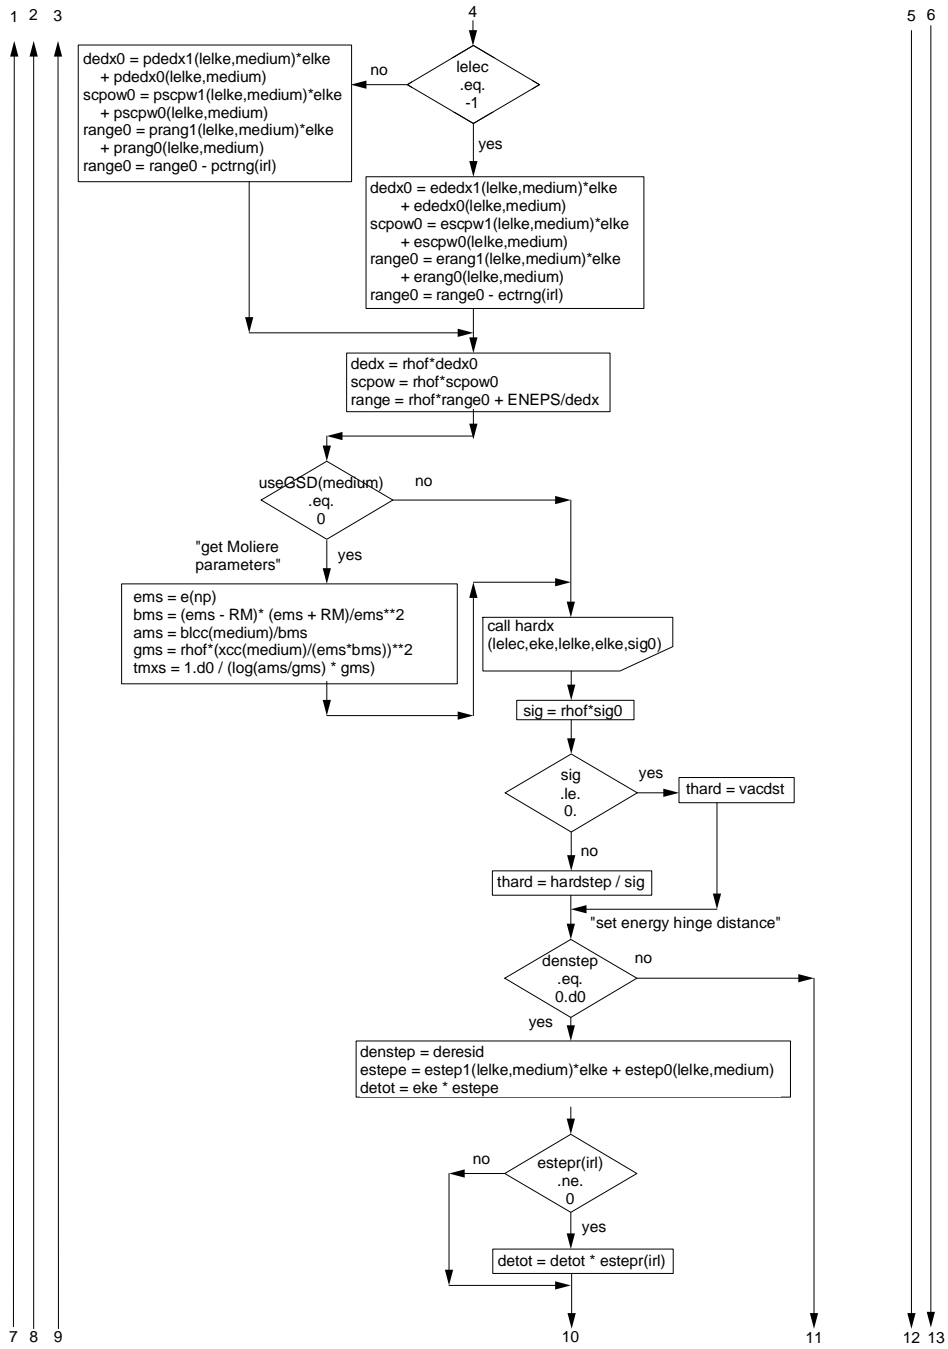 1 2 3 4 5 6
lelec
.eq.
-1
no
yes
dedx0 = pdedx1(lelke,medium)*elke
+ pdedx0(lelke,medium)
scpow0 = pscpw1(lelke,medium)*elke
+ pscpw0(lelke,medium)
range0 = prang1(lelke,medium)*elke
+ prang0(lelke,medium)
range0 = range0 - pctrng(irl)
dedx0 = ededx1(lelke,medium)*elke
+ ededx0(lelke,medium)
scpow0 = escpw1(lelke,medium)*elke
+ escpw0(lelke,medium)
range0 = erang1(lelke,medium)*elke
+ erang0(lelke,medium)
range0 = range0 - ectrng(irl)
dedx = rhof*dedx0
scpow = rhof*scpow0
range = rhof*range0 + ENEPS/dedx
useGSD(medium)
.eq.
0
no
yes
"get Moliere
parameters"
ems = e(np)
bms = (ems - RM)* (ems + RM)/ems**2
ams = blcc(medium)/bms
gms = rhof*(xcc(medium)/(ems*bms))**2
tmxs = 1.d0 / (log(ams/gms) * gms)
call hardx
(lelec,eke,lelke,elke,sig0)
sig = rhof*sig0
sig
.le.
0.
yes
thard = vacdst
no
thard = hardstep / sig
"set energy hinge distance"
denstep
.eq.
0.d0
no
yes
denstep = deresid
estepe = estep1(lelke,medium)*elke + estep0(lelke,medium)
detot = eke * estepe
estepr(irl)
.ne.
0
no
yes
detot = detot * estepr(irl)
7 8 9 10 11 12 13